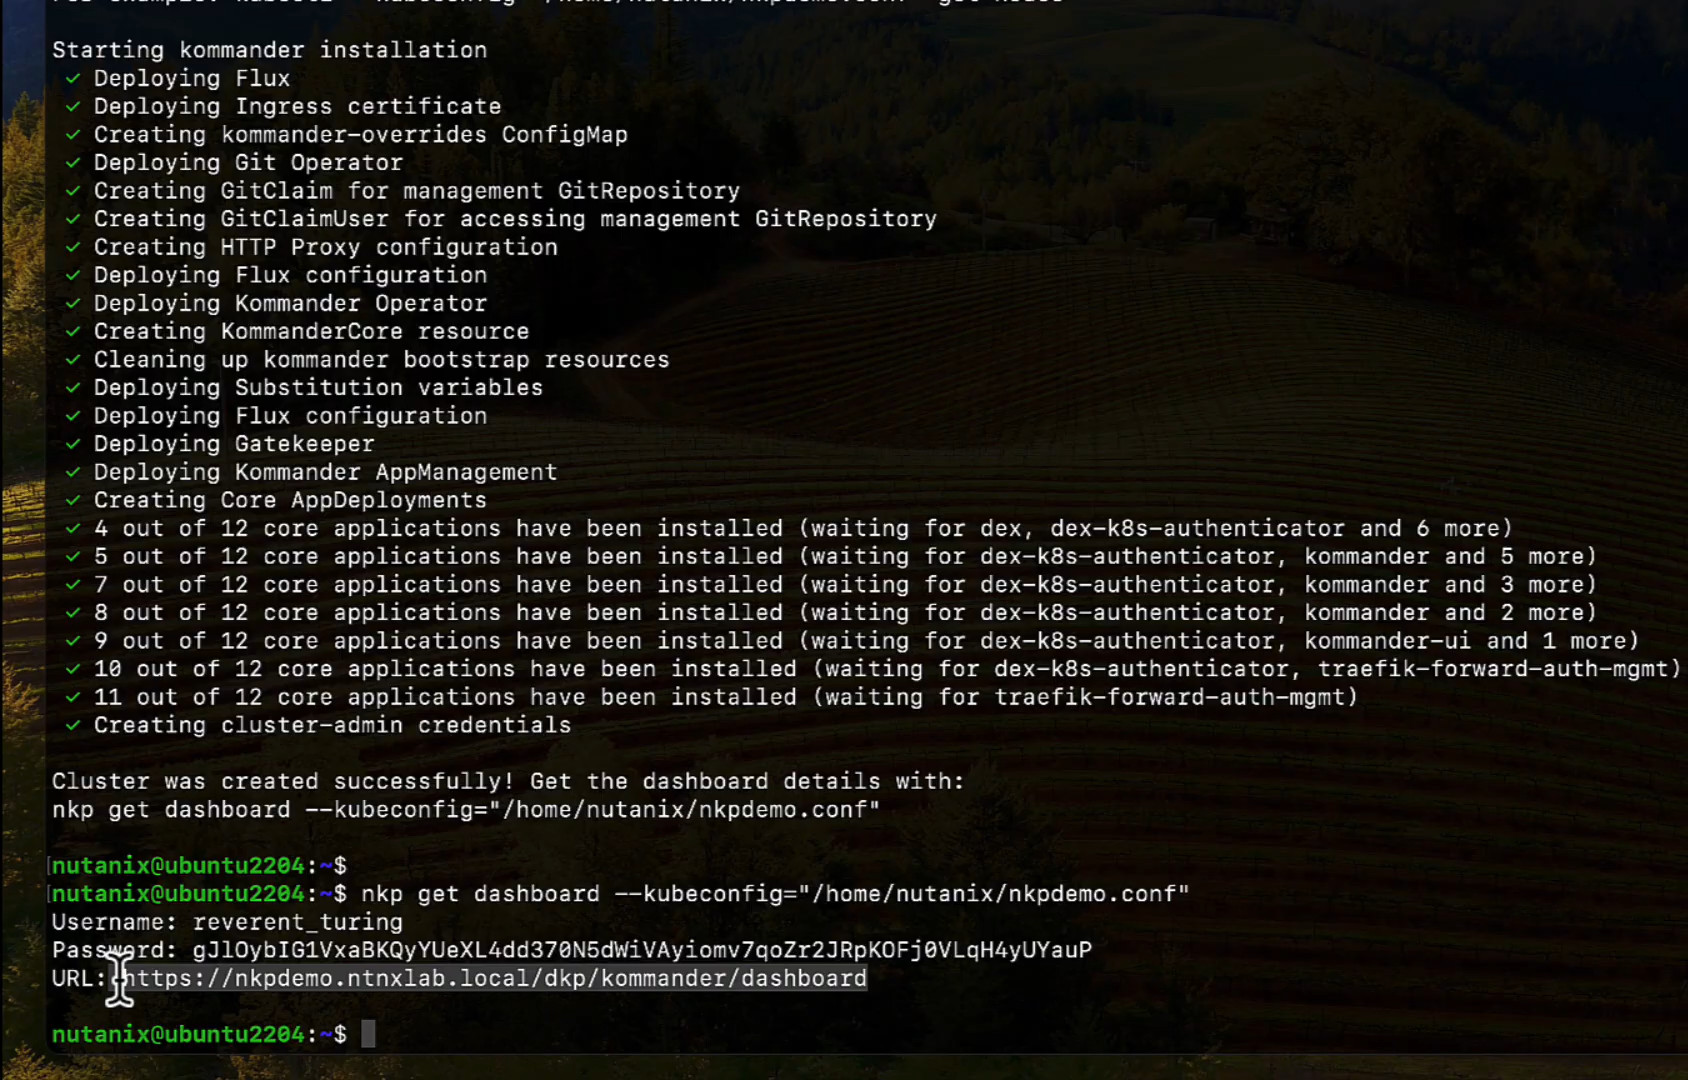 Starting kommander installation
✓ Deploying Flux
✓ Deploying Ingress certificate
✓ Creating kommander-overrides ConfigMap
✓ Deploying Git Operator
✓ Creating GitClaim for management GitRepository
✓ Creating GitClaimUser for accessing management GitRepository
✓ Creating HTTP Proxy configuration
✓ Deploying Flux configuration
✓ Deploying Kommander Operator
✓ Creating KommanderCore resource
✓ Cleaning up kommander bootstrap resources
✓ Deploying Substitution variables
✓ Deploying Flux configuration
✓ Deploying Gatekeeper
✓ Deploying Kommander AppManagement
✓ Creating Core AppDeployments
✓ 4 out of 12 core applications have been installed (waiting for dex, dex-k8s-authenticator and 6 more)
✓ 5 out of 12 core applications have been installed (waiting for dex-k8s-authenticator, kommander and 5 more)
✓ 7 out of 12 core applications have been installed (waiting for dex-k8s-authenticator, kommander and 3 more)
✓ 8 out of 12 core applications have been installed (waiting for dex-k8s-authenticator, kommander and 2 more)
✓ 9 out of 12 core applications have been installed (waiting for dex-k8s-authenticator, kommander-ui and 1 more)
✓ 10 out of 12 core applications have been installed (waiting for dex-k8s-authenticator, traefik-forward-auth-mgmt)
✓ 11 out of 12 core applications have been installed (waiting for traefik-forward-auth-mgmt)
✓ Creating cluster-admin credentials
Cluster was created successfully! Get the dashboard details with:
nkp get dashboard --kubeconfig="/home/nutanix/nkpdemo.conf"
nutanix@ubuntu2204:~$
nutanix@ubuntu2204:~$ nkp get dashboard --kubeconfig="/home/nutanix/nkpdemo.conf"
Username: reverent_turing
Password: gJlOybIG1VxaBKQyYUeXL4dd370N5dWiVAyiomv7qoZr2JRpKOFj0VLqH4yUYauP
URL: https://nkpdemo.ntnxlab.local/dkp/kommander/dashboard
nutanix@ubuntu2204:~$